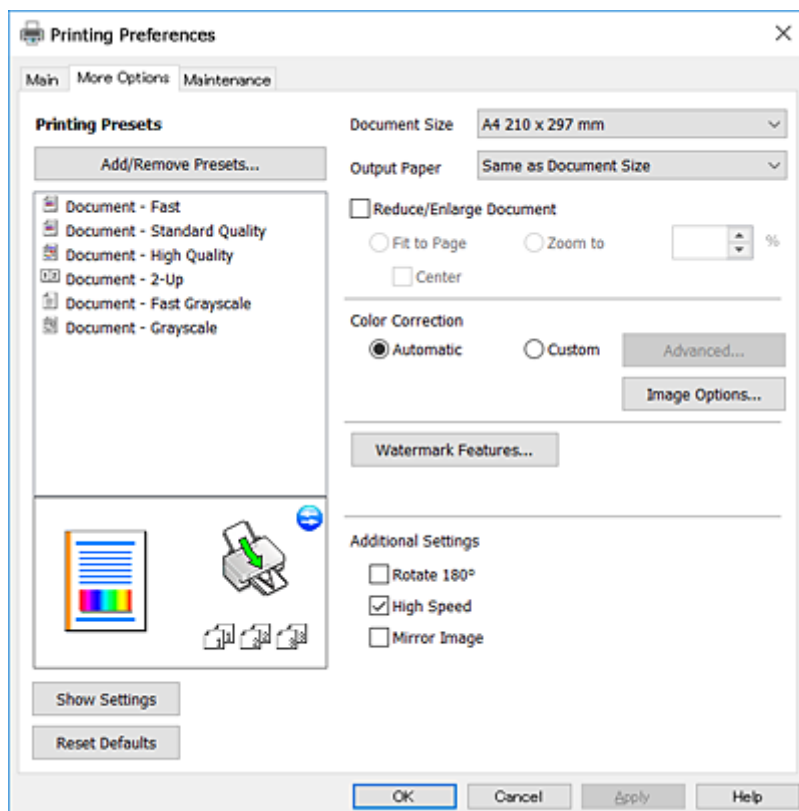 Printing Preferences
Main
More Options
Maintenance
Printing Presets
Add/Remove Presets...
Document - Fast
Document - Standard Quality
Document - High Quality
Document - 2-Up
Document - Fast Grayscale
Document - Grayscale
Show Settings
Reset Defaults
Document Size
A4 210 x 297 mm
Output Paper
Same as Document Size
Reduce/Enlarge Document
Fit to Page
Zoom to
%
Center
Color Correction
Automatic
Custom
Advanced...
Image Options...
Watermark Features...
Additional Settings
Rotate 180°
High Speed
Mirror Image
OK
Cancel
Apply
Help